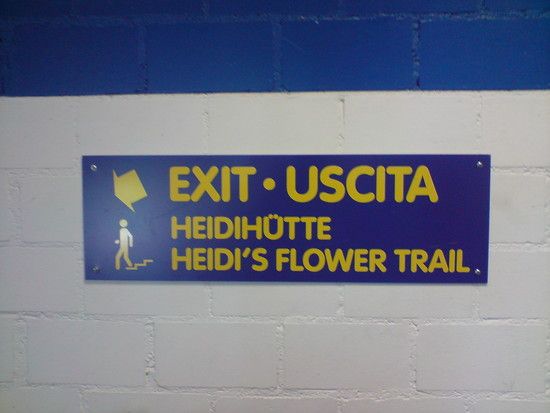 EXIT · USCITA
HEIDIHÜTTE
HEIDI'S FLOWER TRAIL